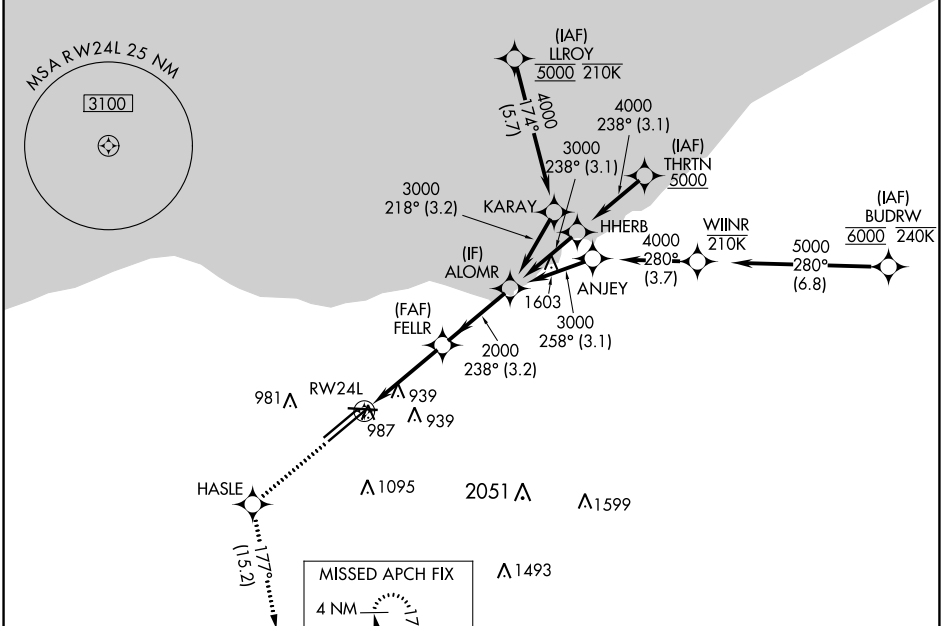 MSA RW24L 25 NM
3100
(IAF)
LLROY
5000 210K
4000
174°
(5.7)
4000
238° (3.1)
(IAF)
THRTN
5000
3000
238° (3.1)
3000
218° (3.2)
KARAY
HHERB
(IAF)
BUDRW
6000 240K
WIINR
210K
5000
280°
(6.8)
4000
280°
(3.7)
(IF)
ALOMR
ANJEY
1603
3000
258° (3.1)
(FAF)
FELLR
2000
238° (3.2)
RW24L
981
939
939
987
HASLE
1095
2051
1599
177°
(15.2)
1493
MISSED APCH FIX
4 NM
17